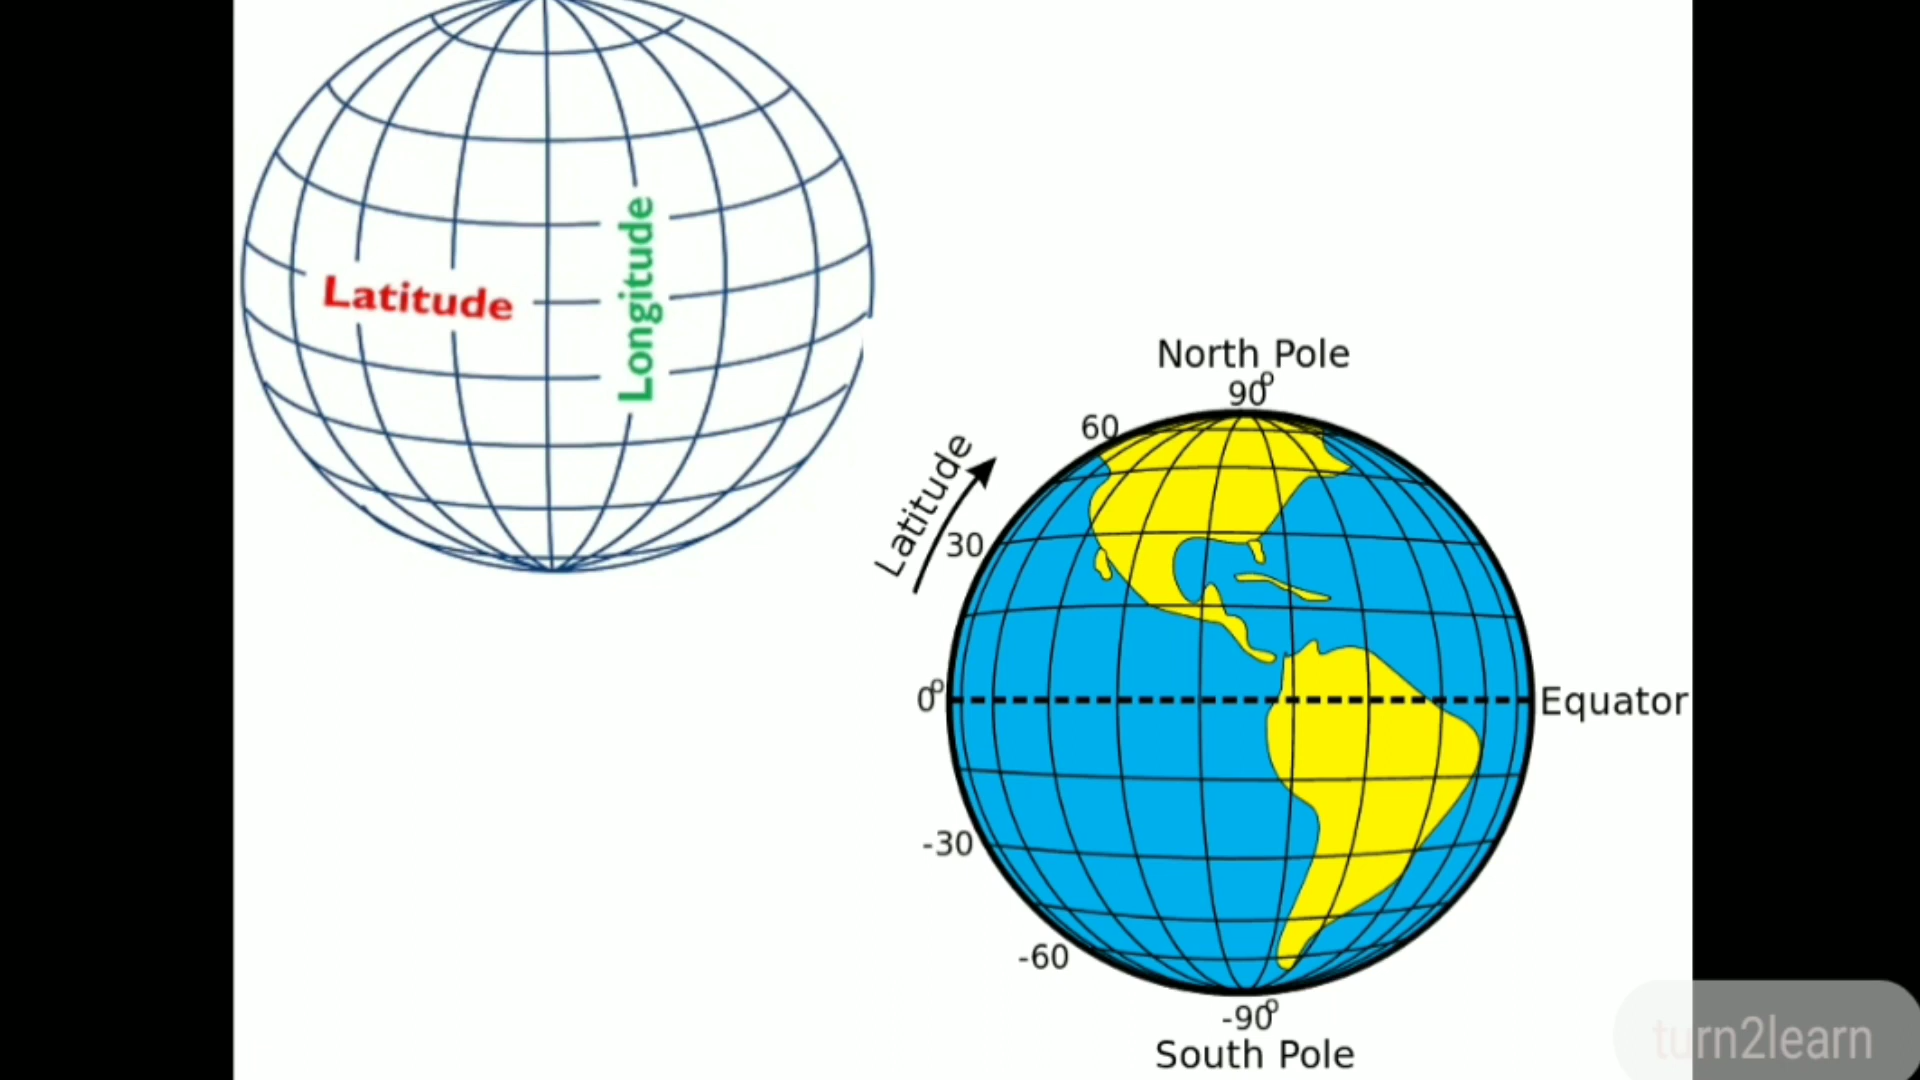 Latitude
Longitude
North Pole
90°
60
Latitude
30
0°
Equator
-30
-60
-90°
South Pole
turn2learn